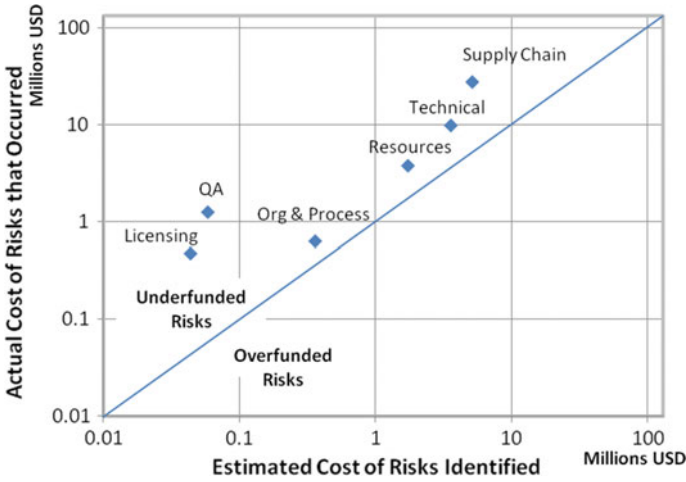 Actual Cost of Risks that Occurred
Millions USD
100
10
1
0.1
0.01
Supply Chain
Technical
Resources
QA
Org & Process
Licensing
Underfunded
Risks
Overfunded
Risks
0.01 0.1 1 10 100
Estimated Cost of Risks Identified
Millions USD